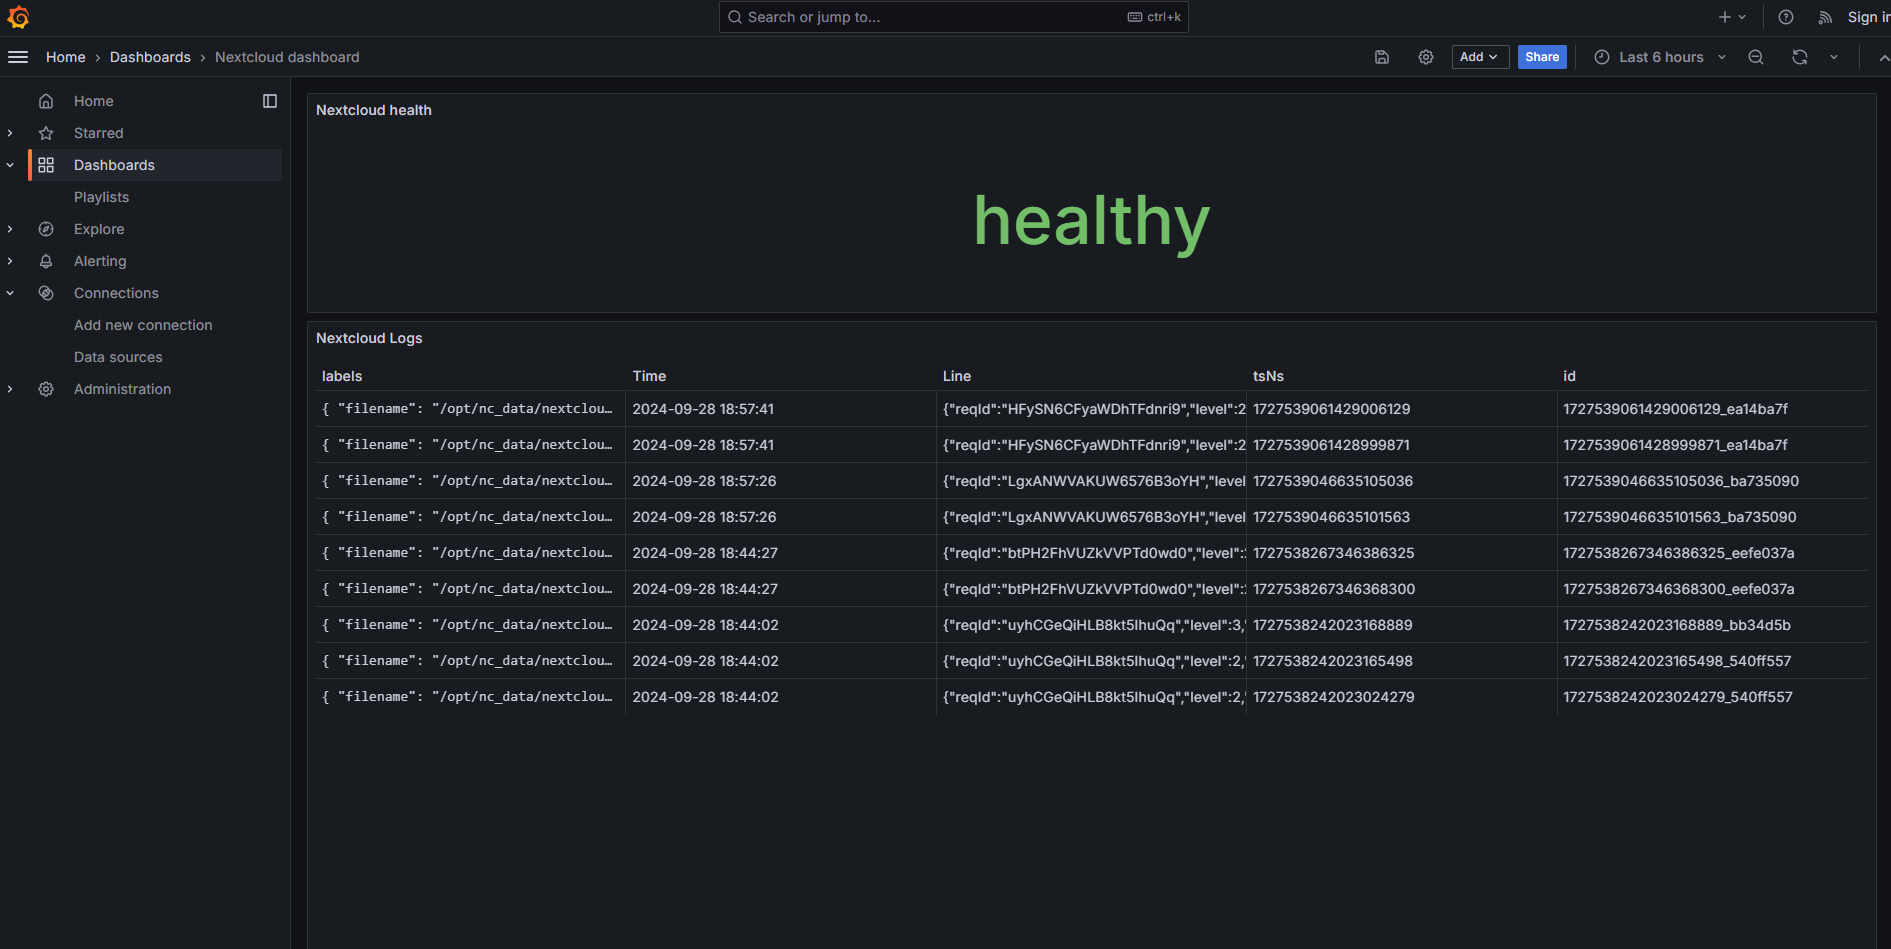 Search or jump to...
ctrl+k
Sign in
Home › Dashboards › Nextcloud dashboard
Add
Share
Last 6 hours
Home
Starred
Dashboards
Playlists
Explore
Alerting
Connections
Add new connection
Data sources
Administration
Nextcloud health
healthy
Nextcloud Logs
labels Time Line tsNs id
{ "filename": "/opt/nc_data/nextclou… 2024-09-28 18:57:41 {"reqId":"HFySN6CFyaWDhTFdnri9","level":2 1727539061429006129 1727539061429006129_ea14ba7f
{ "filename": "/opt/nc_data/nextclou… 2024-09-28 18:57:41 {"reqId":"HFySN6CFyaWDhTFdnri9","level":2 1727539061428999871 1727539061428999871_ea14ba7f
{ "filename": "/opt/nc_data/nextclou… 2024-09-28 18:57:26 {"reqId":"LgxANWVAKUW6576B3oYH","level 1727539046635105036 1727539046635105036_ba735090
{ "filename": "/opt/nc_data/nextclou… 2024-09-28 18:57:26 {"reqId":"LgxANWVAKUW6576B3oYH","level 1727539046635101563 1727539046635101563_ba735090
{ "filename": "/opt/nc_data/nextclou… 2024-09-28 18:44:27 {"reqId":"btPH2FhVUZkVVPTd0wd0","level": 1727538267346386325 1727538267346386325_eefe037a
{ "filename": "/opt/nc_data/nextclou… 2024-09-28 18:44:27 {"reqId":"btPH2FhVUZkVVPTd0wd0","level": 1727538267346368300 1727538267346368300_eefe037a
{ "filename": "/opt/nc_data/nextclou… 2024-09-28 18:44:02 {"reqId":"uyhCGeQiHLB8kt5IhuQq","level":3," 1727538242023168889 1727538242023168889_bb34d5b
{ "filename": "/opt/nc_data/nextclou… 2024-09-28 18:44:02 {"reqId":"uyhCGeQiHLB8kt5IhuQq","level":2," 1727538242023165498 1727538242023165498_540ff557
{ "filename": "/opt/nc_data/nextclou… 2024-09-28 18:44:02 {"reqId":"uyhCGeQiHLB8kt5IhuQq","level":2," 1727538242023024279 1727538242023024279_540ff557